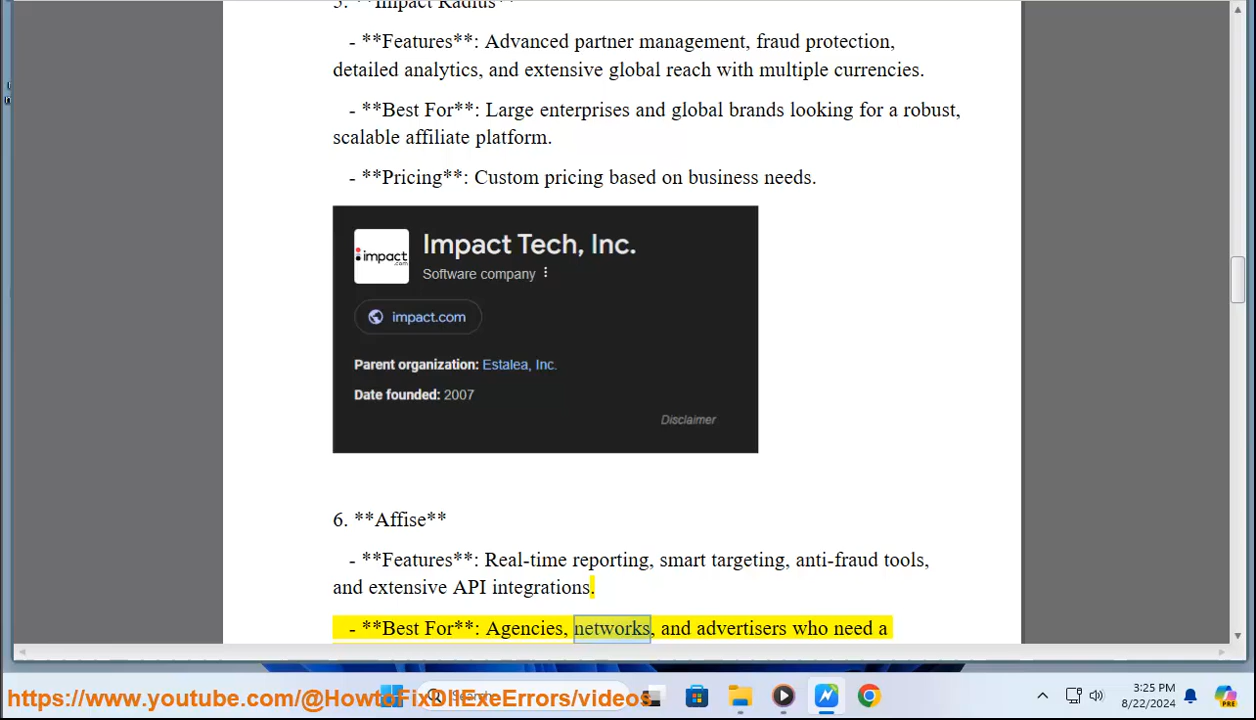 5. **Impact Radius**
- **Features**: Advanced partner management, fraud protection,
detailed analytics, and extensive global reach with multiple currencies.
- **Best For**: Large enterprises and global brands looking for a robust,
scalable affiliate platform.
- **Pricing**: Custom pricing based on business needs.
impact
.com
Impact Tech, Inc.
Software company
impact.com
Parent organization: Estalea, Inc.
Date founded: 2007
Disclaimer
6. **Affise**
- **Features**: Real-time reporting, smart targeting, anti-fraud tools,
and extensive API integrations.
- **Best For**: Agencies, networks, and advertisers who need a
https://www.youtube.com/@HowtoFixDllExeErrors/videos
3:25 PM
8/22/2024
PRE